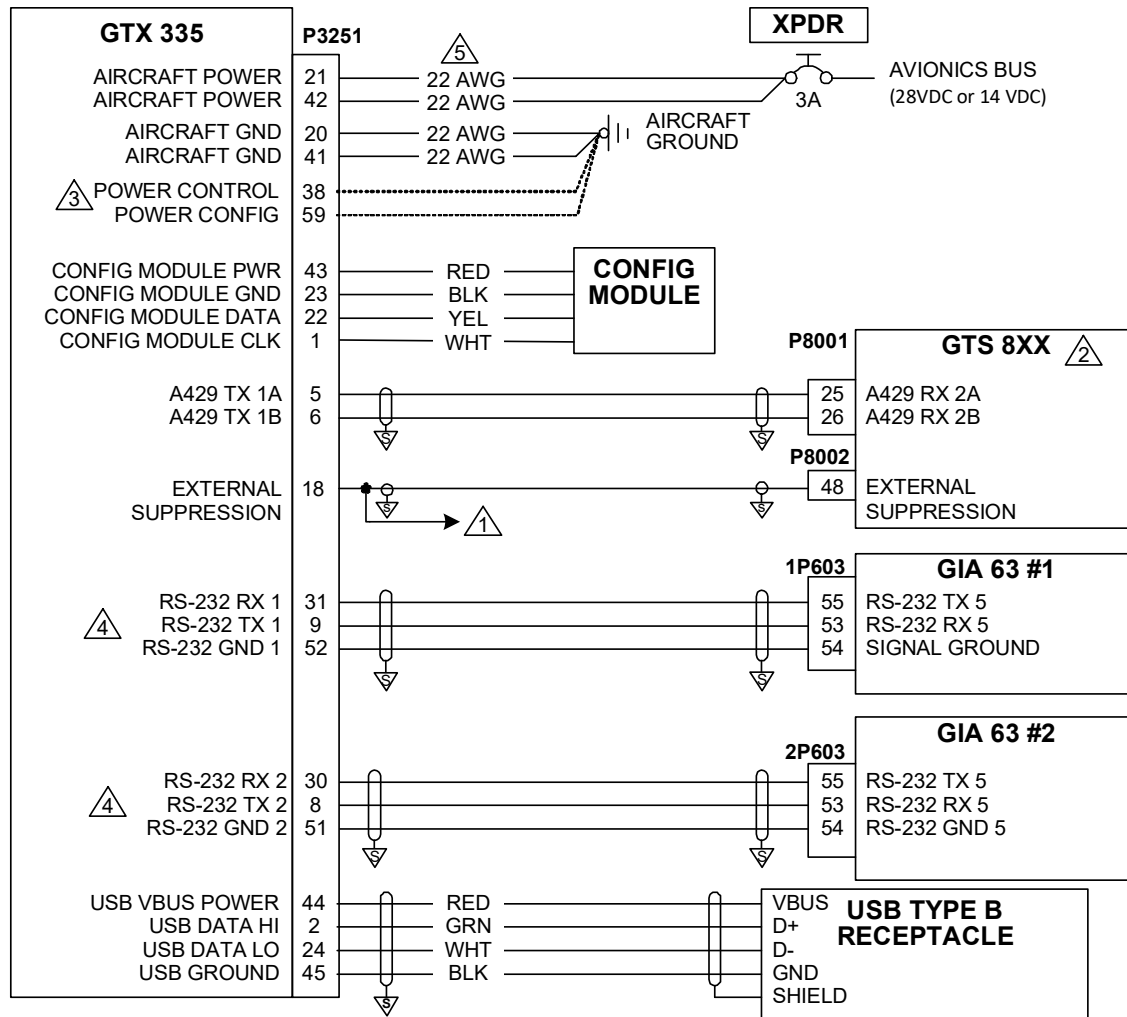 GTX 335 P3251 XPDR
5
AIRCRAFT POWER 21 22 AWG AVIONICS BUS
AIRCRAFT POWER 42 22 AWG 3A (28VDC or 14 VDC)
AIRCRAFT GND 20 22 AWG AIRCRAFT
AIRCRAFT GND 41 22 AWG GROUND
3 POWER CONTROL 38
POWER CONFIG 59
CONFIG MODULE PWR 43 RED CONFIG
CONFIG MODULE GND 23 BLK MODULE
CONFIG MODULE DATA 22 YEL
CONFIG MODULE CLK 1 WHT
P8001 GTS 8XX 2
A429 TX 1A 5 25 A429 RX 2A
A429 TX 1B 6 26 A429 RX 2B
S S
P8002
EXTERNAL 18 48 EXTERNAL
SUPPRESSION S S SUPPRESSION
1
1P603 GIA 63 #1
RS-232 RX 1 31 55 RS-232 TX 5
4 RS-232 TX 1 9 53 RS-232 RX 5
RS-232 GND 1 52 54 SIGNAL GROUND
S S
GIA 63 #2
2P603
RS-232 RX 2 30 55 RS-232 TX 5
4 RS-232 TX 2 8 53 RS-232 RX 5
RS-232 GND 2 51 54 RS-232 GND 5
S S
USB VBUS POWER 44 RED VBUS USB TYPE B
USB DATA HI 2 GRN D+ RECEPTACLE
USB DATA LO 24 WHT D-
USB GROUND 45 BLK GND
S SHIELD